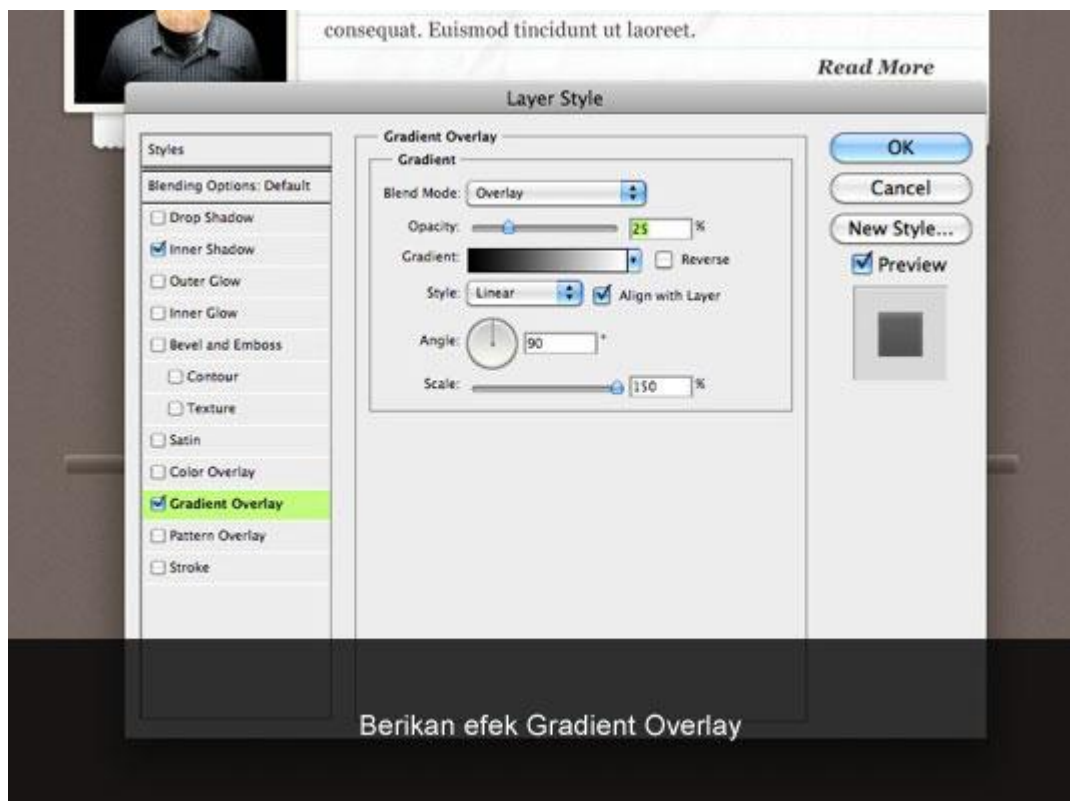 consequat. Euismod tincidunt ut laoreet.
Read More
Layer Style
Styles
Blending Options: Default
Drop Shadow
Inner Shadow
Outer Glow
Inner Glow
Bevel and Emboss
Contour
Texture
Satin
Color Overlay
Gradient Overlay
Pattern Overlay
Stroke
Gradient Overlay
Gradient
Blend Mode: Overlay
Opacity: 25 %
Gradient: Reverse
Style: Linear Align with Layer
Angle: 90 °
Scale: 150 %
OK
Cancel
New Style...
Preview
Berikan efek Gradient Overlay